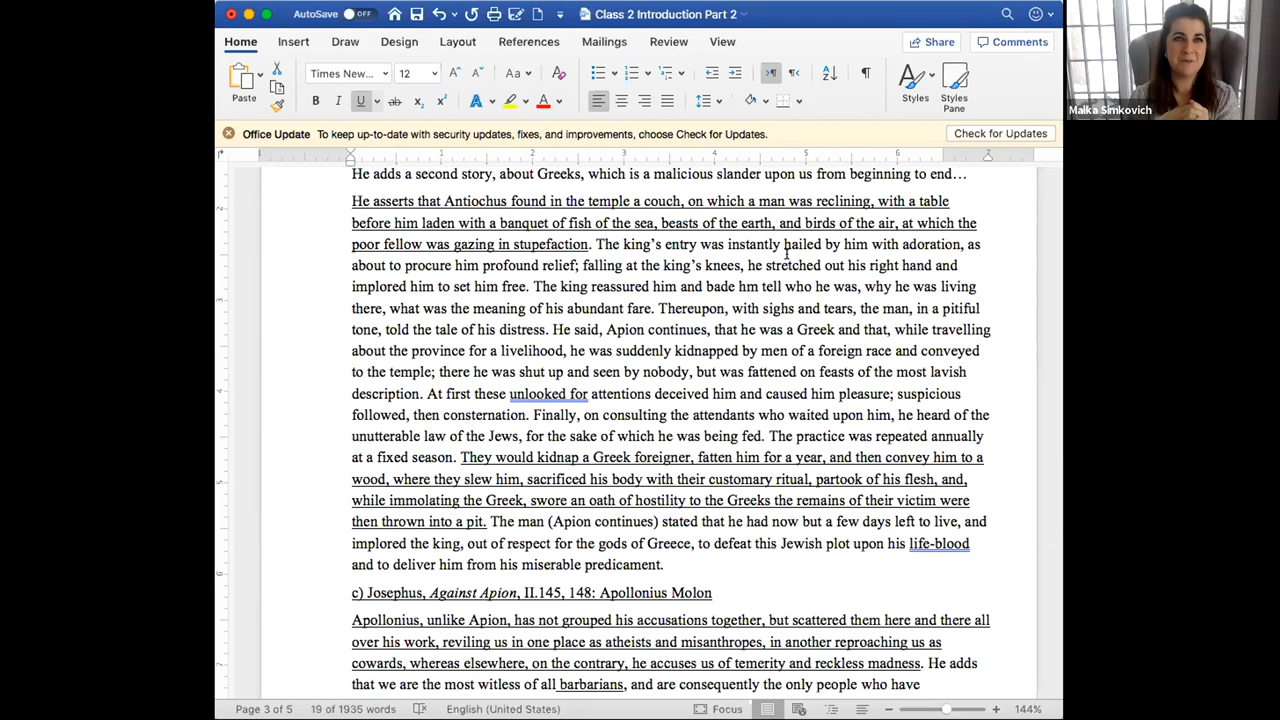 AutoSave OFF Class 2 Introduction Part 2
Home Insert Draw Design Layout References Mailings Review View Share Comments
Times New... 12 Aa
Paste B I U ab x2 x2 A A Styles Styles Pane
Office Update To keep up-to-date with security updates, fixes, and improvements, choose Check for Updates. Check for Updates
1 1 2 3 4 5 6 7
He adds a second story, about Greeks, which is a malicious slander upon us from beginning to end…
He asserts that Antiochus found in the temple a couch, on which a man was reclining, with a table
before him laden with a banquet of fish of the sea, beasts of the earth, and birds of the air, at which the
poor fellow was gazing in stupefaction. The king's entry was instantly hailed by him with adoration, as
about to procure him profound relief; falling at the king's knees, he stretched out his right hand and
implored him to set him free. The king reassured him and bade hm tell who he was, why he was living
there, what was the meaning of his abundant fare. Thereupon, with sighs and tears, the man, in a pitiful
tone, told the tale of his distress. He said, Apion continues, that he was a Greek and that, while travelling
about the province for a livelihood, he was suddenly kidnapped by men of a foreign race and conveyed
to the temple; there he was shut up and seen by nobody, but was fattened on feasts of the most lavish
description. At first these unlooked for attentions deceived him and caused him pleasure; suspicious
followed, then consternation. Finally, on consulting the attendants who waited upon him, he heard of the
unutterable law of the Jews, for the sake of which he was being fed. The practice was repeated annually
at a fixed season. They would kidnap a Greek foreigner, fatten him for a year, and then convey him to a
wood, where they slew him, sacrificed his body with their customary ritual, partook of his flesh, and,
while immolating the Greek, swore an oath of hostility to the Greeks the remains of their victim were
then thrown into a pit. The man (Apion continues) stated that he had now but a few days left to live, and
implored the king, out of respect for the gods of Greece, to defeat this Jewish plot upon his life-blood
and to deliver him from his miserable predicament.
c) Josephus, Against Apion, II.145, 148: Apollonius Molon
Apollonius, unlike Apion, has not grouped his accusations together, but scattered them here and there all
over his work, reviling us in one place as atheists and misanthropes, in another reproaching us as
cowards, whereas elsewhere, on the contrary, he accuses us of temerity and reckless madness. He adds
that we are the most witless of all barbarians, and are consequently the only people who have
Page 3 of 5 19 of 1935 words English (United States) Focus 144%
Malka Simkovich